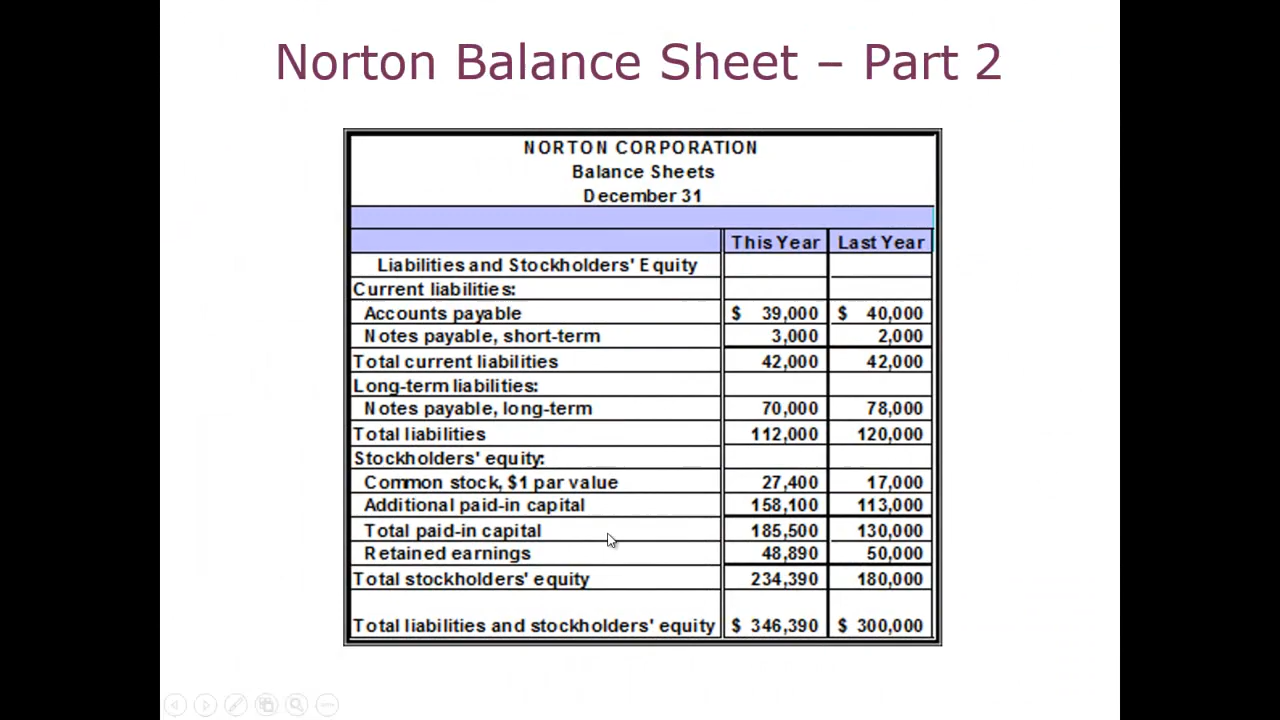 Norton Balance Sheet – Part 2
NORTON CORPORATION
Balance Sheets
December 31
This Year Last Year
Liabilities and Stockholders' Equity
Current liabilities:
Accounts payable $ 39,000 $ 40,000
Notes payable, short-term 3,000 2,000
Total current liabilities 42,000 42,000
Long-term liabilities:
Notes payable, long-term 70,000 78,000
Total liabilities 112,000 120,000
Stockholders' equity:
Common stock, $1 par value 27,400 17,000
Additional paid-in capital 158,100 113,000
Total paid-in capital 185,500 130,000
Retained earnings 48,890 50,000
Total stockholders' equity 234,390 180,000
Total liabilities and stockholders' equity $ 346,390 $ 300,000